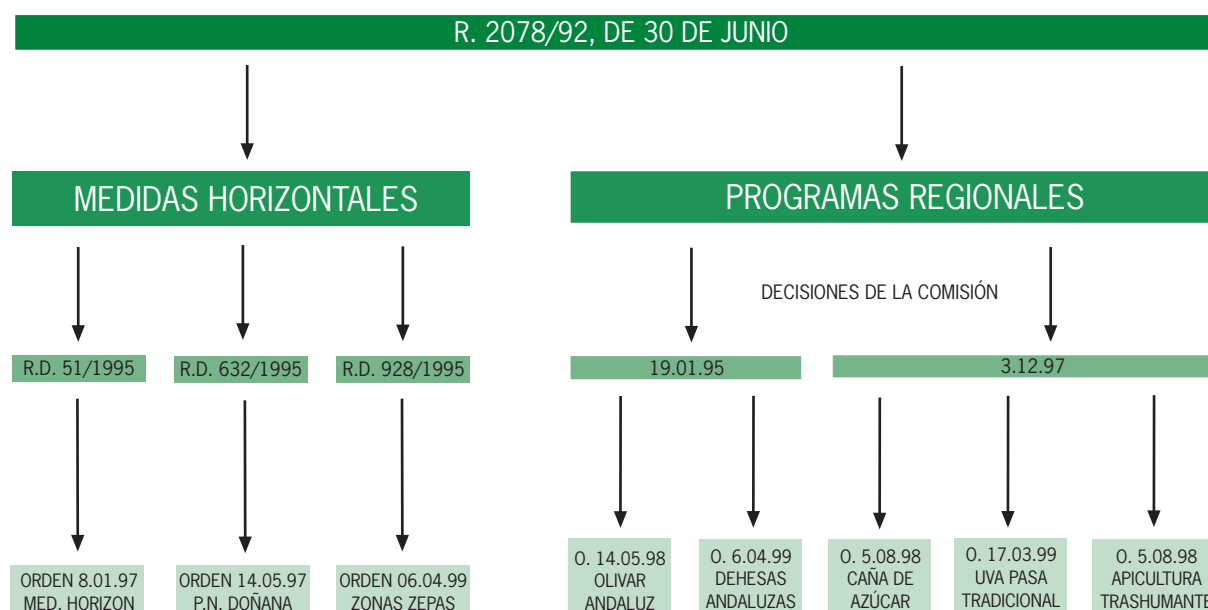 R. 2078/92, DE 30 DE JUNIO
MEDIDAS HORIZONTALES
PROGRAMAS REGIONALES
DECISIONES DE LA COMISIÓN
R.D. 51/1995
R.D. 632/1995
R.D. 928/1995
19.01.95
3.12.97
ORDEN 8.01.97
MED. HORIZON
ORDEN 14.05.97
P.N. DOÑANA
ORDEN 06.04.99
ZONAS ZEPAS
O. 14.05.98
OLIVAR
ANDALUZ
O. 6.04.99
DEHESAS
ANDALUZAS
O. 5.08.98
CAÑA DE
AZÚCAR
O. 17.03.99
UVA PASA
TRADICIONAL
O. 5.08.98
APICULTURA
TRASHUMANTE